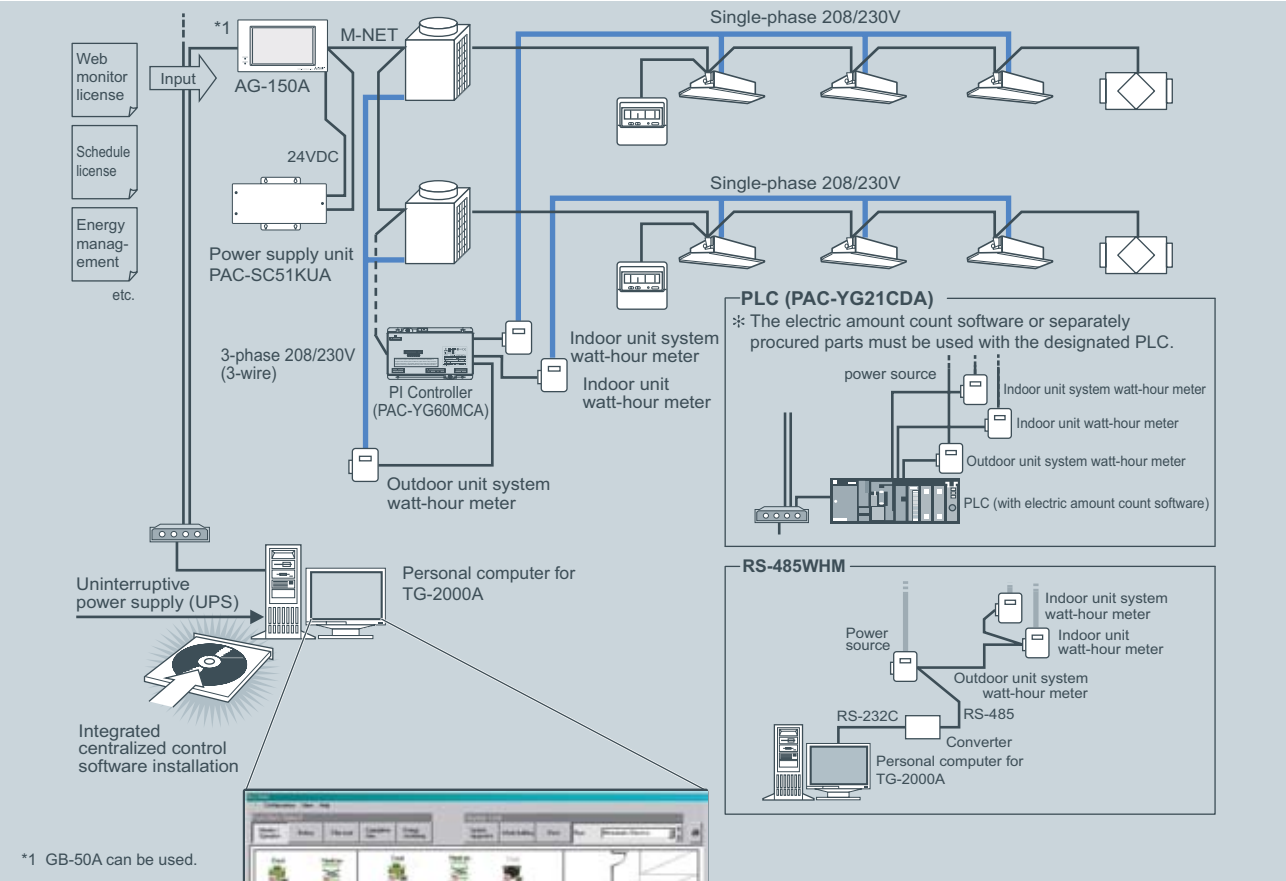 Single-phase 208/230V
*1
M-NET
Web
monitor
license
Input
AG-150A
Schedule
license
24VDC
Single-phase 208/230V
Energy
manag-
ement
etc.
Power supply unit
PAC-SC51KUA
3-phase 208/230V
(3-wire)
PI Controller
(PAC-YG60MCA)
Indoor unit system
watt-hour meter
Indoor unit
watt-hour meter
Outdoor unit system
watt-hour meter
PLC (PAC-YG21CDA)
✻ The electric amount count software or separately
procured parts must be used with the designated PLC.
power source
Indoor unit system watt-hour meter
Indoor unit watt-hour meter
Outdoor unit system watt-hour meter
PLC (with electric amount count software)
Uninterruptive
power supply (UPS)
Personal computer for
TG-2000A
Integrated
centralized control
software installation
RS-485WHM
Indoor unit system
watt-hour meter
Power
source
Indoor unit
watt-hour meter
Outdoor unit system
watt-hour meter
RS-232C
RS-485
Converter
Personal computer for
TG-2000A
*1 GB-50A can be used.